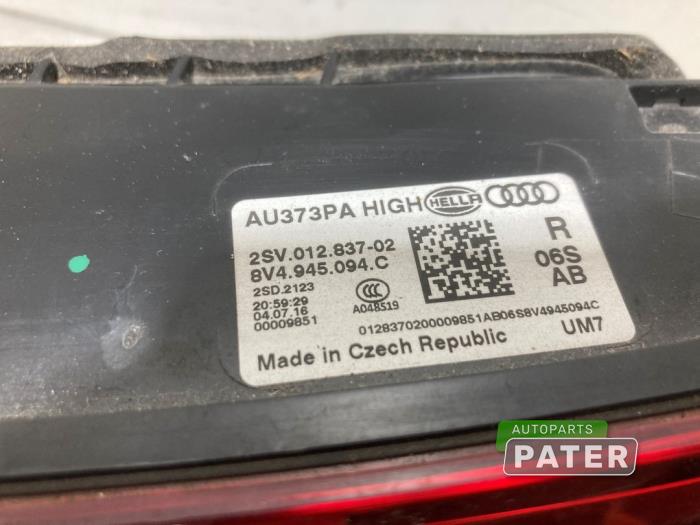 AU373PA HIGH HELLA
2SV.012.837-02
8V4.945.094.C
2SD.2123
20:59:29
04.07.16
00009851
CCC
A048519
R
06S
AB
0128370200009851AB06S8V4945094C
Made in Czech Republic
UM7
AUTOPARTS
PATER